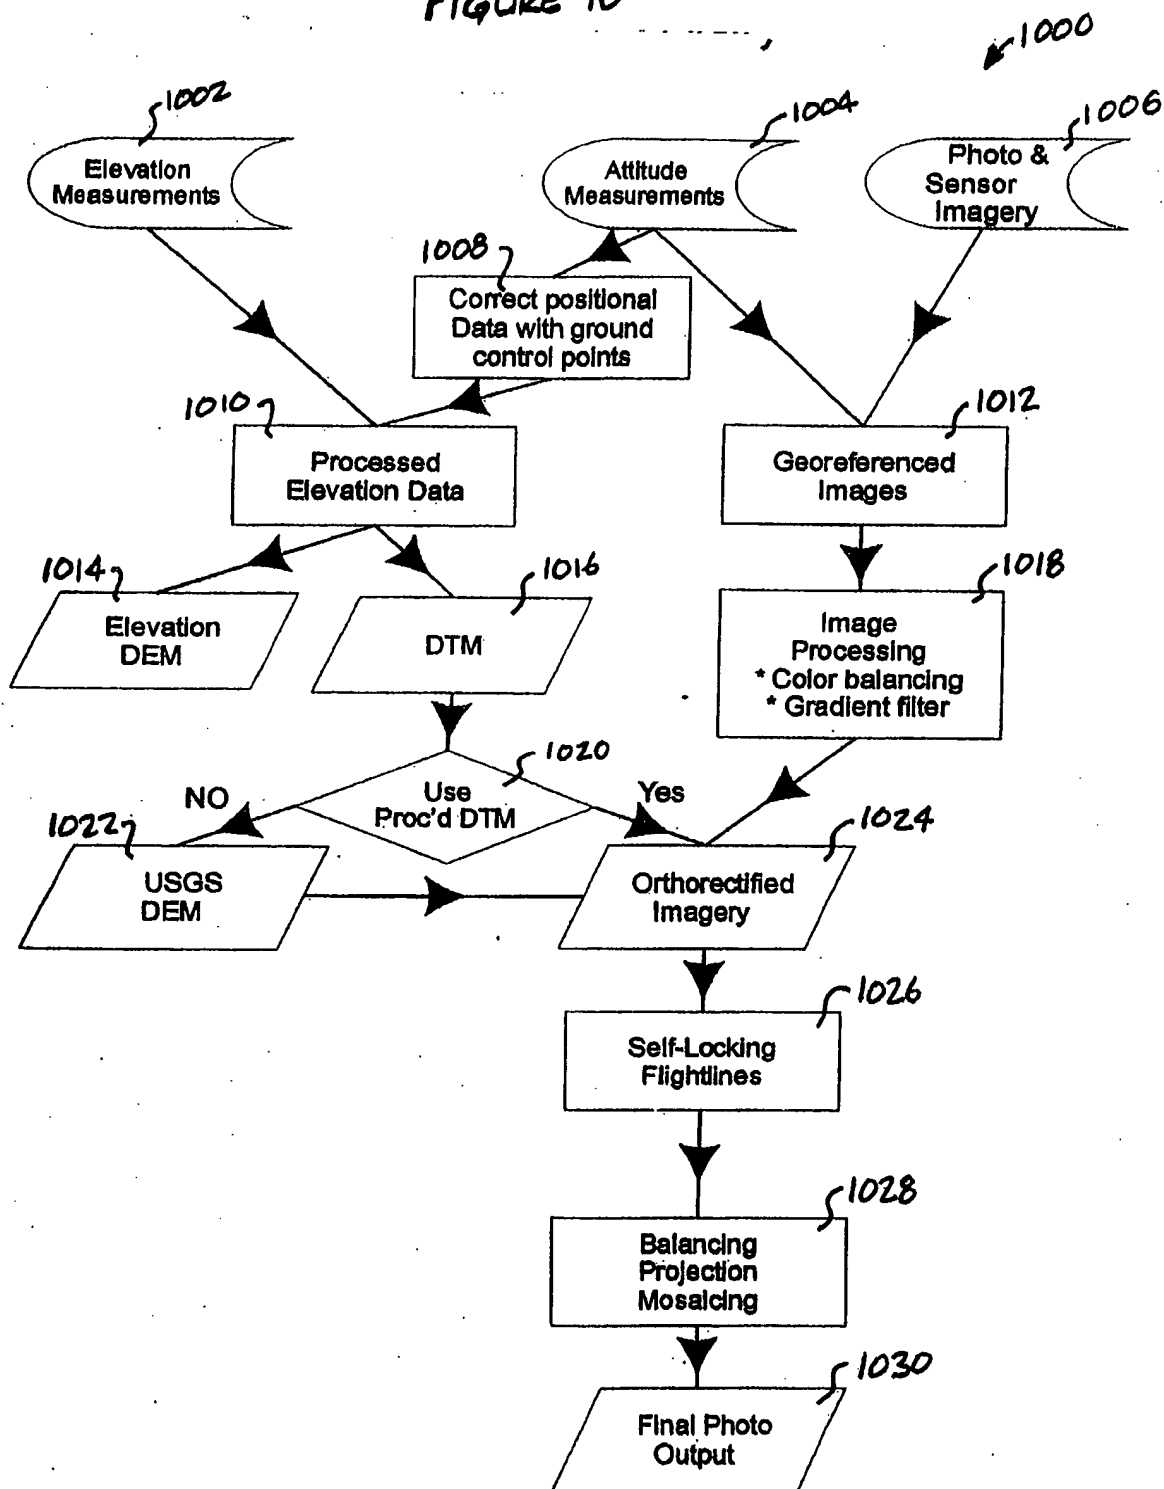 FIGURE 10
1000
1002
1004
1006
Elevation
Measurements
Attitude
Measurements
Photo &
Sensor
Imagery
1008
Correct positional
Data with ground
control points
1010
1012
Processed
Elevation Data
Georeferenced
Images
1014
1016
1018
Elevation
DEM
DTM
Image
Processing
* Color balancing
* Gradient filter
1020
NO
Use
Proc'd DTM
Yes
1022
1024
USGS
DEM
Orthorectified
Imagery
1026
Self-Locking
Flightlines
1028
Balancing
Projection
Mosaicing
1030
Final Photo
Output